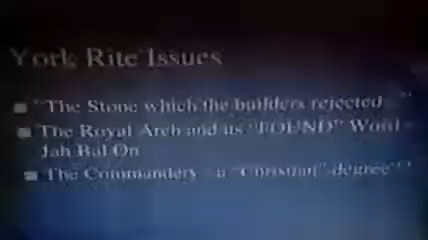 York Rite Issues
"The Stone which the builders rejected..."
The Royal Arch and its "FOUND" Word -
Jah Bal On
The Commandery - a "Christian" degree??